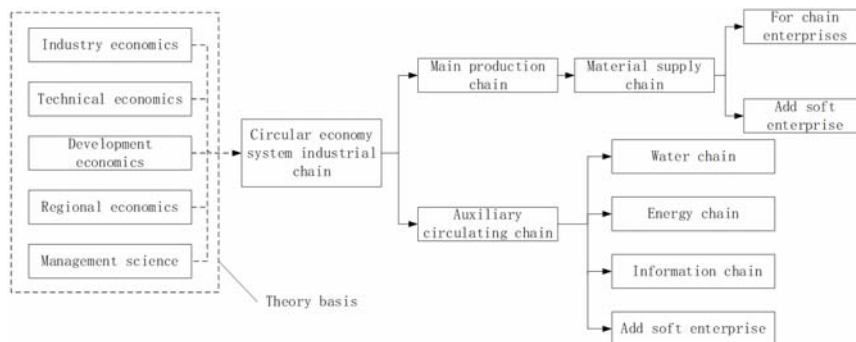 Industry economics
Technical economics
Development
economics
Regional economics
Management science
Theory basis
Circular economy
system industrial
chain
Main production
chain
Material supply
chain
For chain
enterprises
Add soft
enterprise
Auxiliary
circulating chain
Water chain
Energy chain
Information chain
Add soft enterprise